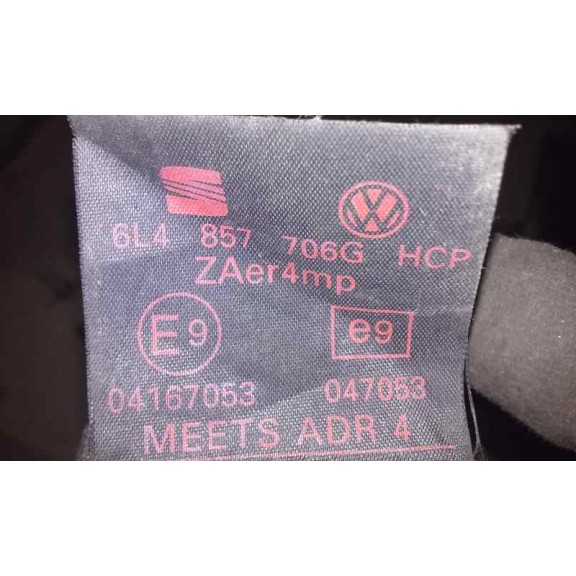 6L4 857 706G HCP
ZAer4mp
E9 e9
04167053 047053
MEETS ADR 4